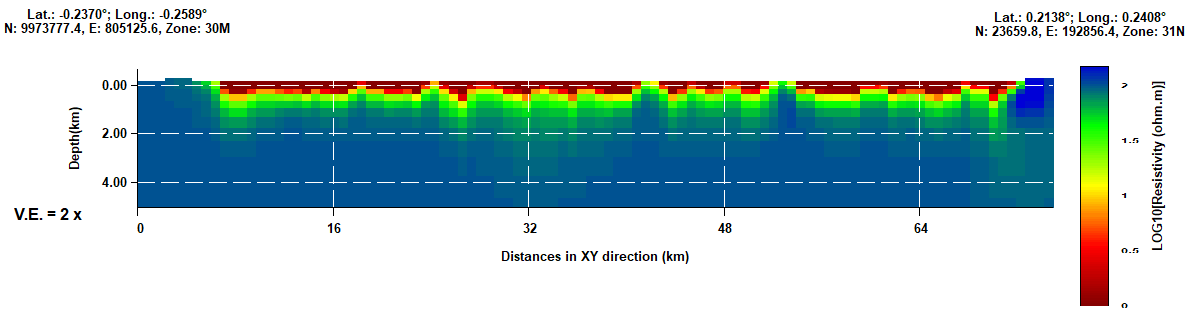 Lat.: -0.2370°; Long.: -0.2589°
N: 9973777.4, E: 805125.6, Zone: 30M
Lat.: 0.2138°; Long.: 0.2408°
N: 23659.8, E: 192856.4, Zone: 31N
0.00
2.00
4.00
Depth(km)
V.E. = 2 x
0
16
32
48
64
Distances in XY direction (km)
2
1.5
1
0.5
0
LOG10[Resistivity (ohm.m)]